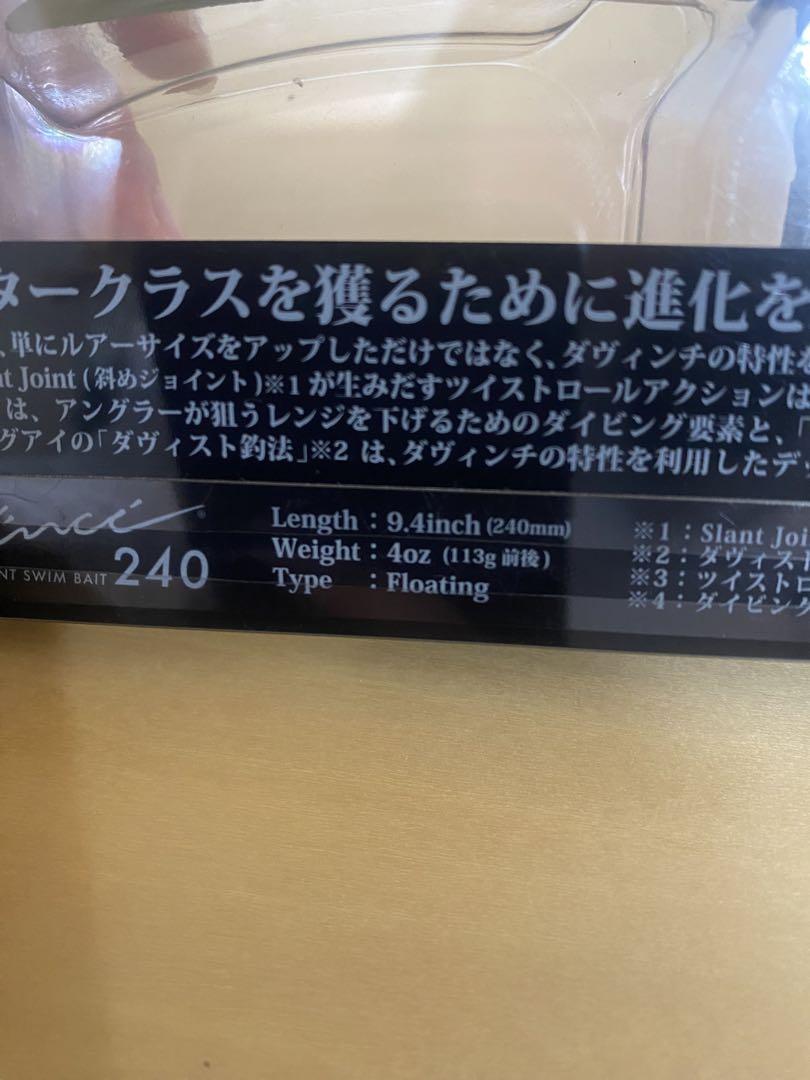 タークラスを獲るために進化を
、単にルアーサイズをアップしただけではなく、ダヴィンチの特性を
nt Joint (斜めジョイント)※1が生みだすツイストロールアクションは
は、アングラーが狙うレンジを下げるためのダイビング要素と、「
グアイの「ダヴィスト釣法」※2 は、ダヴィンチの特性を利用したデッ
inci®
NT SWIM BAIT 240
Length : 9.4inch (240mm)
Weight : 4oz (113g 前後)
Type : Floating
※1 : Slant Joi
※2 : ダヴィスト
※3 : ツイストロ
※4 : ダイビング